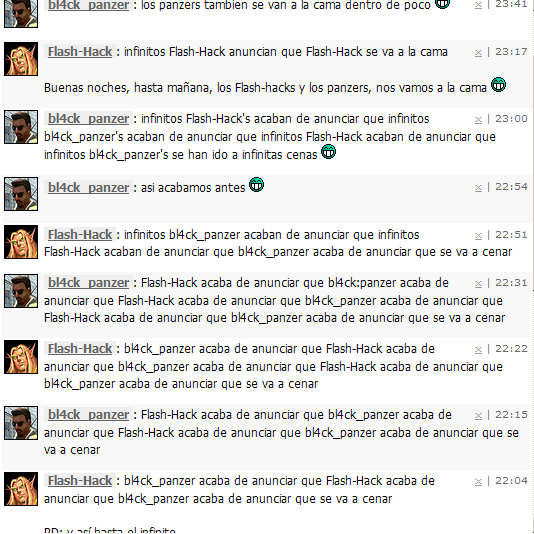 bl4ck_panzer : los panzers tambien se van a la cama dentro de poco x | 23:41
Flash-Hack : infinitos Flash-Hack anuncian que Flash-Hack se va a la cama x | 23:17
Buenas noches, hasta mañana, los Flash-hacks y los panzers, nos vamos a la cama
bl4ck_panzer : infinitos Flash-Hack's acaban de anunciar que infinitos x | 23:00
bl4ck_panzer's acaban de anunciar que infinitos Flash-Hack acaban de anunciar que
infinitos bl4ck_panzer's se han ido a infinitas cenas
bl4ck_panzer : asi acabamos antes x | 22:54
Flash-Hack : infinitos bl4ck_panzer acaban de anunciar que infinitos x | 22:51
Flash-Hack acaban de anunciar que bl4ck_panzer acaba de anunciar que se va a cenar
bl4ck_panzer : Flash-Hack acaba de anunciar que bl4ck:panzer acaba de x | 22:31
anunciar que Flash-Hack acaba de anunciar que bl4ck_panzer acaba de anunciar que
Flash-Hack acaba de anunciar que bl4ck_panzer acaba de anunciar que se va a cenar
Flash-Hack : bl4ck_panzer acaba de anunciar que Flash-Hack acaba de x | 22:22
anunciar que bl4ck_panzer acaba de anunciar que Flash-Hack acaba de anunciar que
bl4ck_panzer acaba de anunciar que se va a cenar
bl4ck_panzer : Flash-Hack acaba de anunciar que bl4ck_panzer acaba de x | 22:15
anunciar que Flash-Hack acaba de anunciar que bl4ck_panzer acaba de anunciar que se
va a cenar
Flash-Hack : bl4ck_panzer acaba de anunciar que Flash-Hack acaba de x | 22:04
anunciar que bl4ck_panzer acaba de anunciar que se va a cenar
PD: y así hasta el infinito